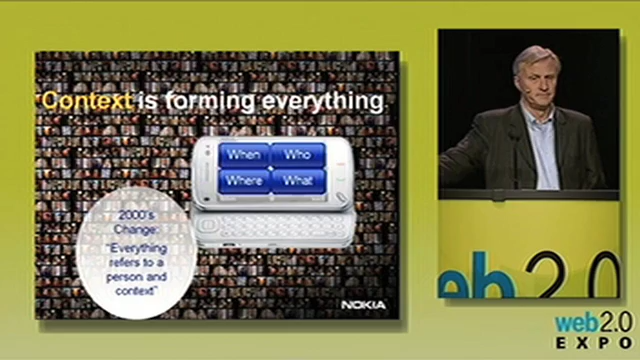 Context is forming everything
When Who
Where What
2000's
Change:
"Everything
refers to a
person and
context"
NOKIA
eb2.0
web2.0
EXPO